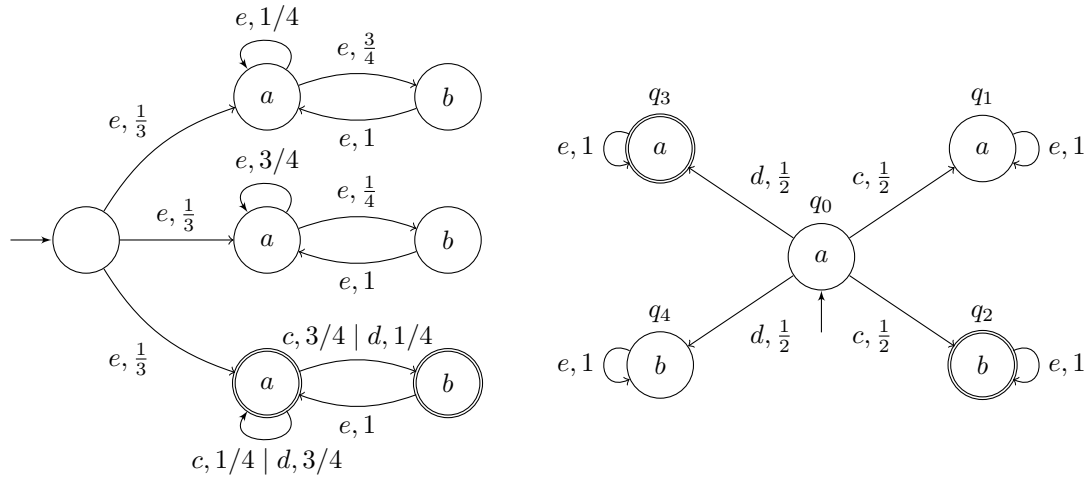 e, 1/4
e, 3/4
a
b
e, 1/3
e, 1
e, 3/4
e, 1/4
e, 1/3
a
b
e, 1
e, 1/3
c, 3/4 | d, 1/4
a
b
e, 1
c, 1/4 | d, 3/4
q3
q1
e, 1
a
a
e, 1
d, 1/2
c, 1/2
q0
a
q4
q2
d, 1/2
c, 1/2
e, 1
b
b
e, 1